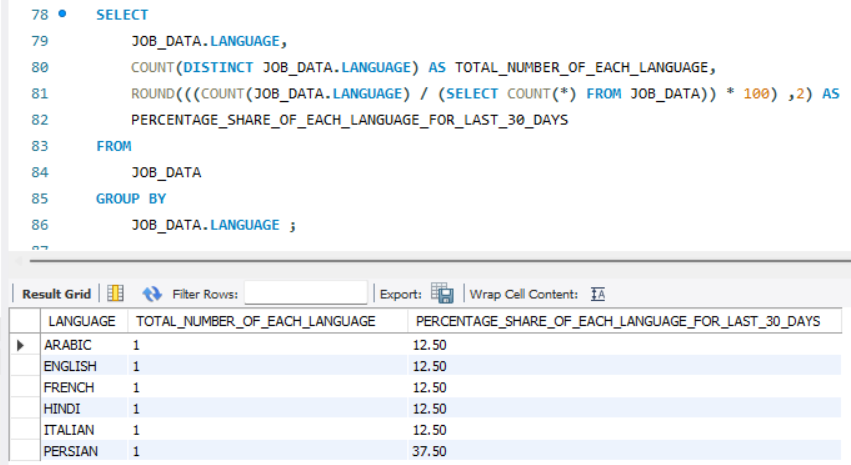 78 SELECT
79 JOB_DATA.LANGUAGE,
80 COUNT(DISTINCT JOB_DATA.LANGUAGE) AS TOTAL_NUMBER_OF_EACH_LANGUAGE,
81 ROUND(((COUNT(JOB_DATA.LANGUAGE) / (SELECT COUNT(*) FROM JOB_DATA)) * 100) ,2) AS
82 PERCENTAGE_SHARE_OF_EACH_LANGUAGE_FOR_LAST_30_DAYS
83 FROM
84 JOB_DATA
85 GROUP BY
86 JOB_DATA.LANGUAGE ;
Result Grid Filter Rows: Export: Wrap Cell Content:
LANGUAGE TOTAL_NUMBER_OF_EACH_LANGUAGE PERCENTAGE_SHARE_OF_EACH_LANGUAGE_FOR_LAST_30_DAYS
ARABIC 1 12.50
ENGLISH 1 12.50
FRENCH 1 12.50
HINDI 1 12.50
ITALIAN 1 12.50
PERSIAN 1 37.50